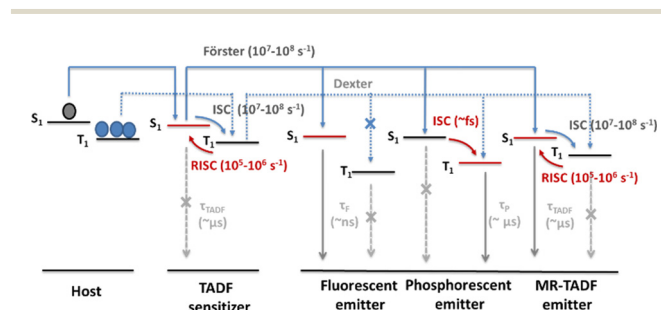 Förster (10⁷-10⁸ s⁻¹)
Dexter
S₁
T₁
S₁
ISC (10⁷-10⁸ s⁻¹)
T₁
RISC (10⁵-10⁶ s⁻¹)
τTADF
(~μs)
S₁
T₁
τF
(~ns)
S₁
ISC (~fs)
T₁
τP
(~ μs)
S₁
ISC (10⁷-10⁸ s⁻¹)
T₁
RISC (10⁵-10⁶ s⁻¹)
τTADF
(~μs)
Host
TADF
sensitizer
Fluorescent
emitter
Phosphorescent
emitter
MR-TADF
emitter